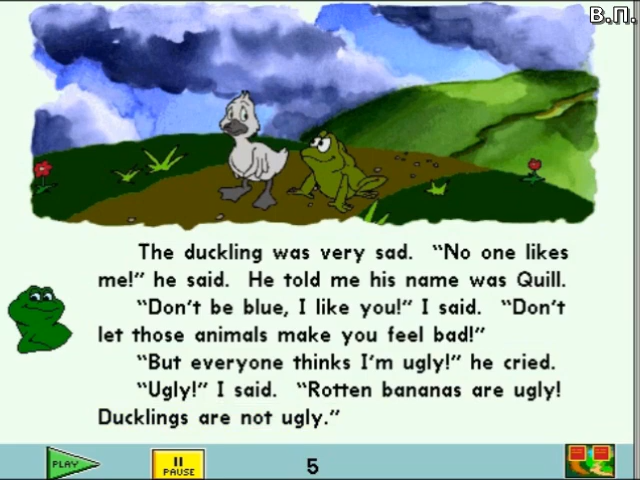 В.П.
The duckling was very sad. “No one likes
me!” he said. He told me his name was Quill.
“Don’t be blue, I like you!” I said. “Don’t
let those animals make you feel bad!”
“But everyone thinks I’m ugly!” he cried.
“Ugly!” I said. “Rotten bananas are ugly!
Ducklings are not ugly.”
PLAY
PAUSE
5